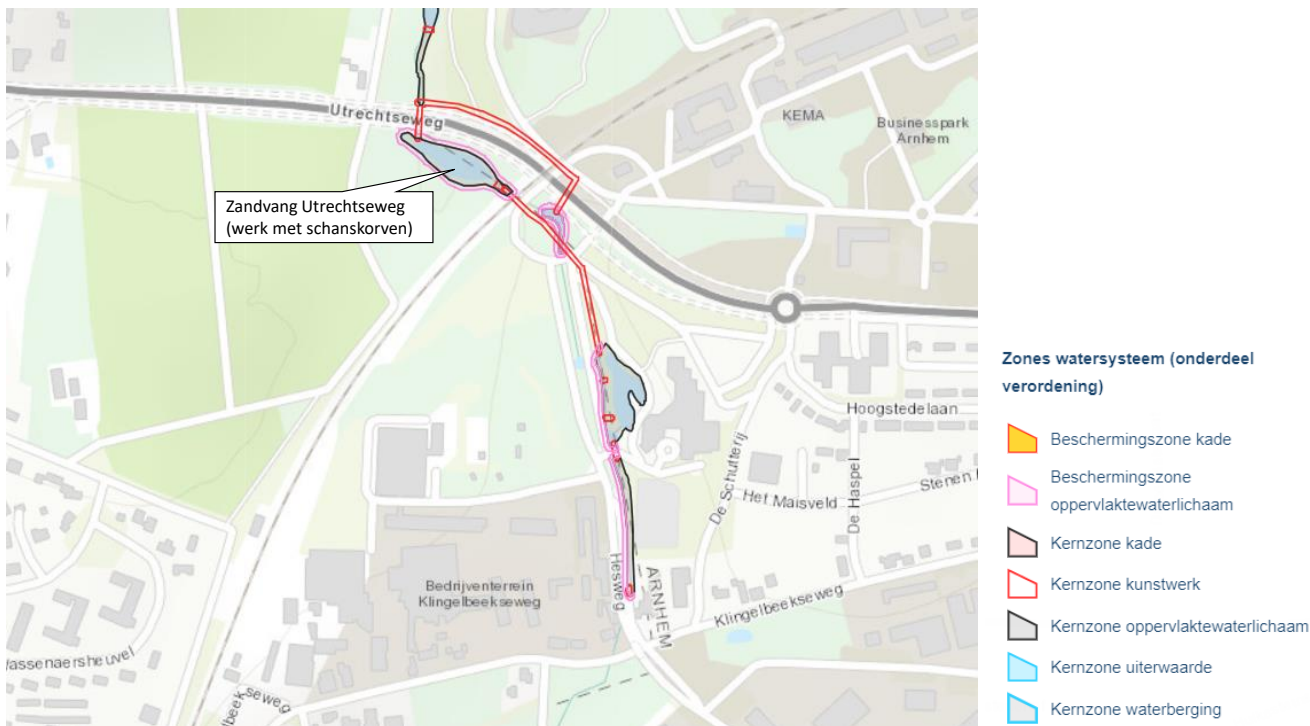 Utrechtseweg
KEMA
Businesspark
Arnhem
Zandvang Utrechtseweg
(werk met schanskorven)
Hoogstedelaan
De Schutterij
Het Maisveld
De Haspel
Stenen
Bedrijventerrein
Klingelbeekseweg
Hesweg
ARNHEM
Klingelbeekseweg
Wassenaersheuvel
elbeekseweg
Zones watersysteem (onderdeel
verordening)
Beschermingszone kade
Beschermingszone
oppervlaktewaterlichaam
Kernzone kade
Kernzone kunstwerk
Kernzone oppervlaktewaterlichaam
Kernzone uiterwaarde
Kernzone waterberging